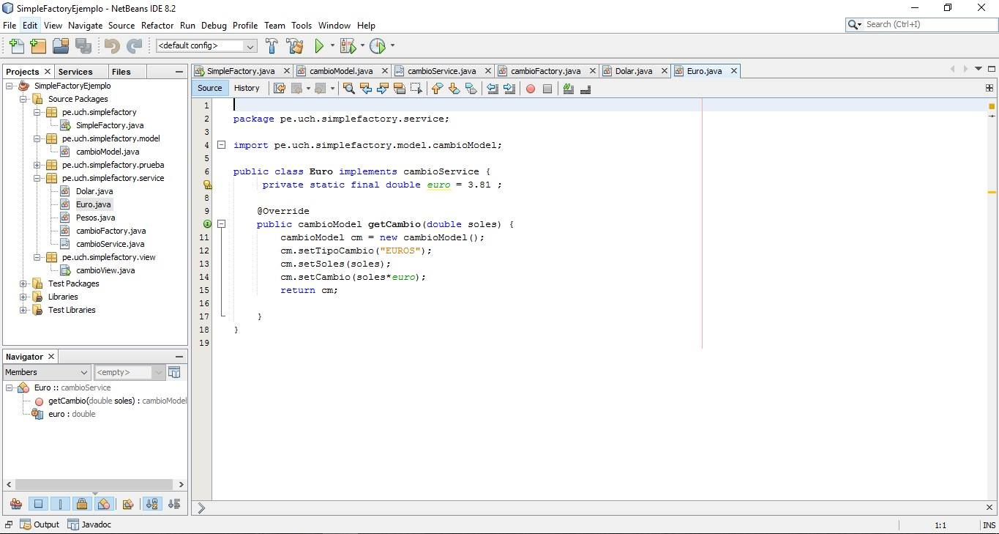 SimpleFactoryEjemplo - NetBeans IDE 8.2
File Edit View Navigate Source Refactor Run Debug Profile Team Tools Window Help
Search (Ctrl+I)
<default config>
Projects Services Files
SimpleFactoryEjemplo
Source Packages
pe.uch.simplefactory
SimpleFactory.java
pe.uch.simplefactory.model
cambioModel.java
pe.uch.simplefactory.prueba
pe.uch.simplefactory.service
Dolar.java
Euro.java
Pesos.java
cambioFactory.java
cambioService.java
pe.uch.simplefactory.view
cambioView.java
Test Packages
Libraries
Test Libraries
Navigator
Members <empty>
Euro :: cambioService
getCambio(double soles) : cambioModel
euro : double
Output Javadoc
SimpleFactory.java cambioModel.java cambioService.java cambioFactory.java Dolar.java Euro.java
Source History
1
2 package pe.uch.simplefactory.service;
3
4 import pe.uch.simplefactory.model.cambioModel;
5
6 public class Euro implements cambioService {
private static final double euro = 3.81 ;
8
9 @Override
public cambioModel getCambio(double soles) {
11 cambioModel cm = new cambioModel();
12 cm.setTipoCambio("EUROS");
13 cm.setSoles(soles);
14 cm.setCambio(soles*euro);
15 return cm;
16
17 }
18 }
19
1:1 INS